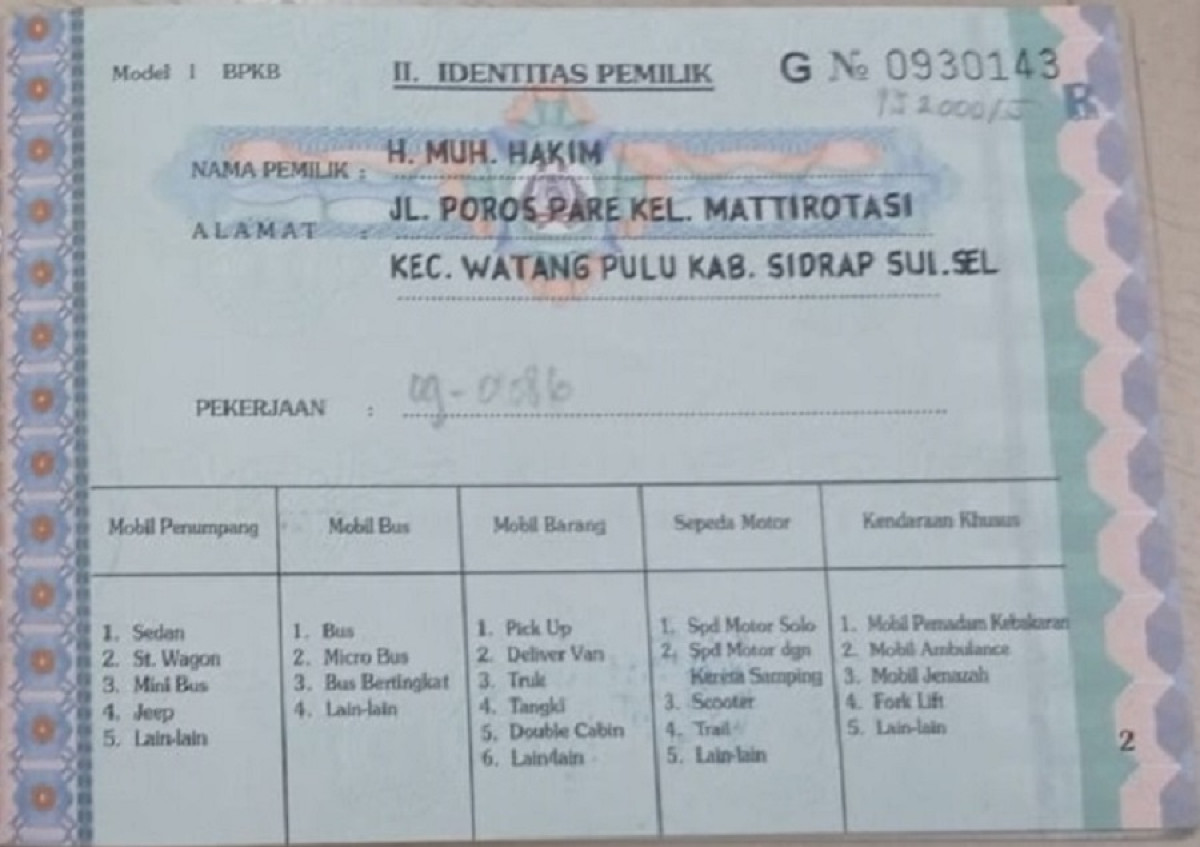 Model 1 BPKB
II. IDENTITAS PEMILIK
G № 0930143
R
NAMA PEMILIK : H. MUH. HAKIM
ALAMAT : JL. POROS PARE KEL. MATTIROTASI
KEC. WATANG PULU KAB. SIDRAP SUL.SEL
PEKERJAAN :
Mobil Penumpang Mobil Bus Mobil Barang Sepeda Motor Kendaraan Khusus
1. Sedan 1. Bus 1. Pick Up 1. Spd Motor Solo 1. Mobil Pemadam Kebakaran
2. St. Wagon 2. Micro Bus 2. Deliver Van 2. Spd Motor dgn 2. Mobil Ambulance
3. Mini Bus 3. Bus Bertingkat 3. Truk Kereta Samping 3. Mobil Jenazah
4. Jeep 4. Lain-lain 4. Tangki 3. Scooter 4. Fork Lift
5. Lain-lain 5. Double Cabin 4. Trail 5. Lain-lain
6. Lain-lain 5. Lain-lain
2